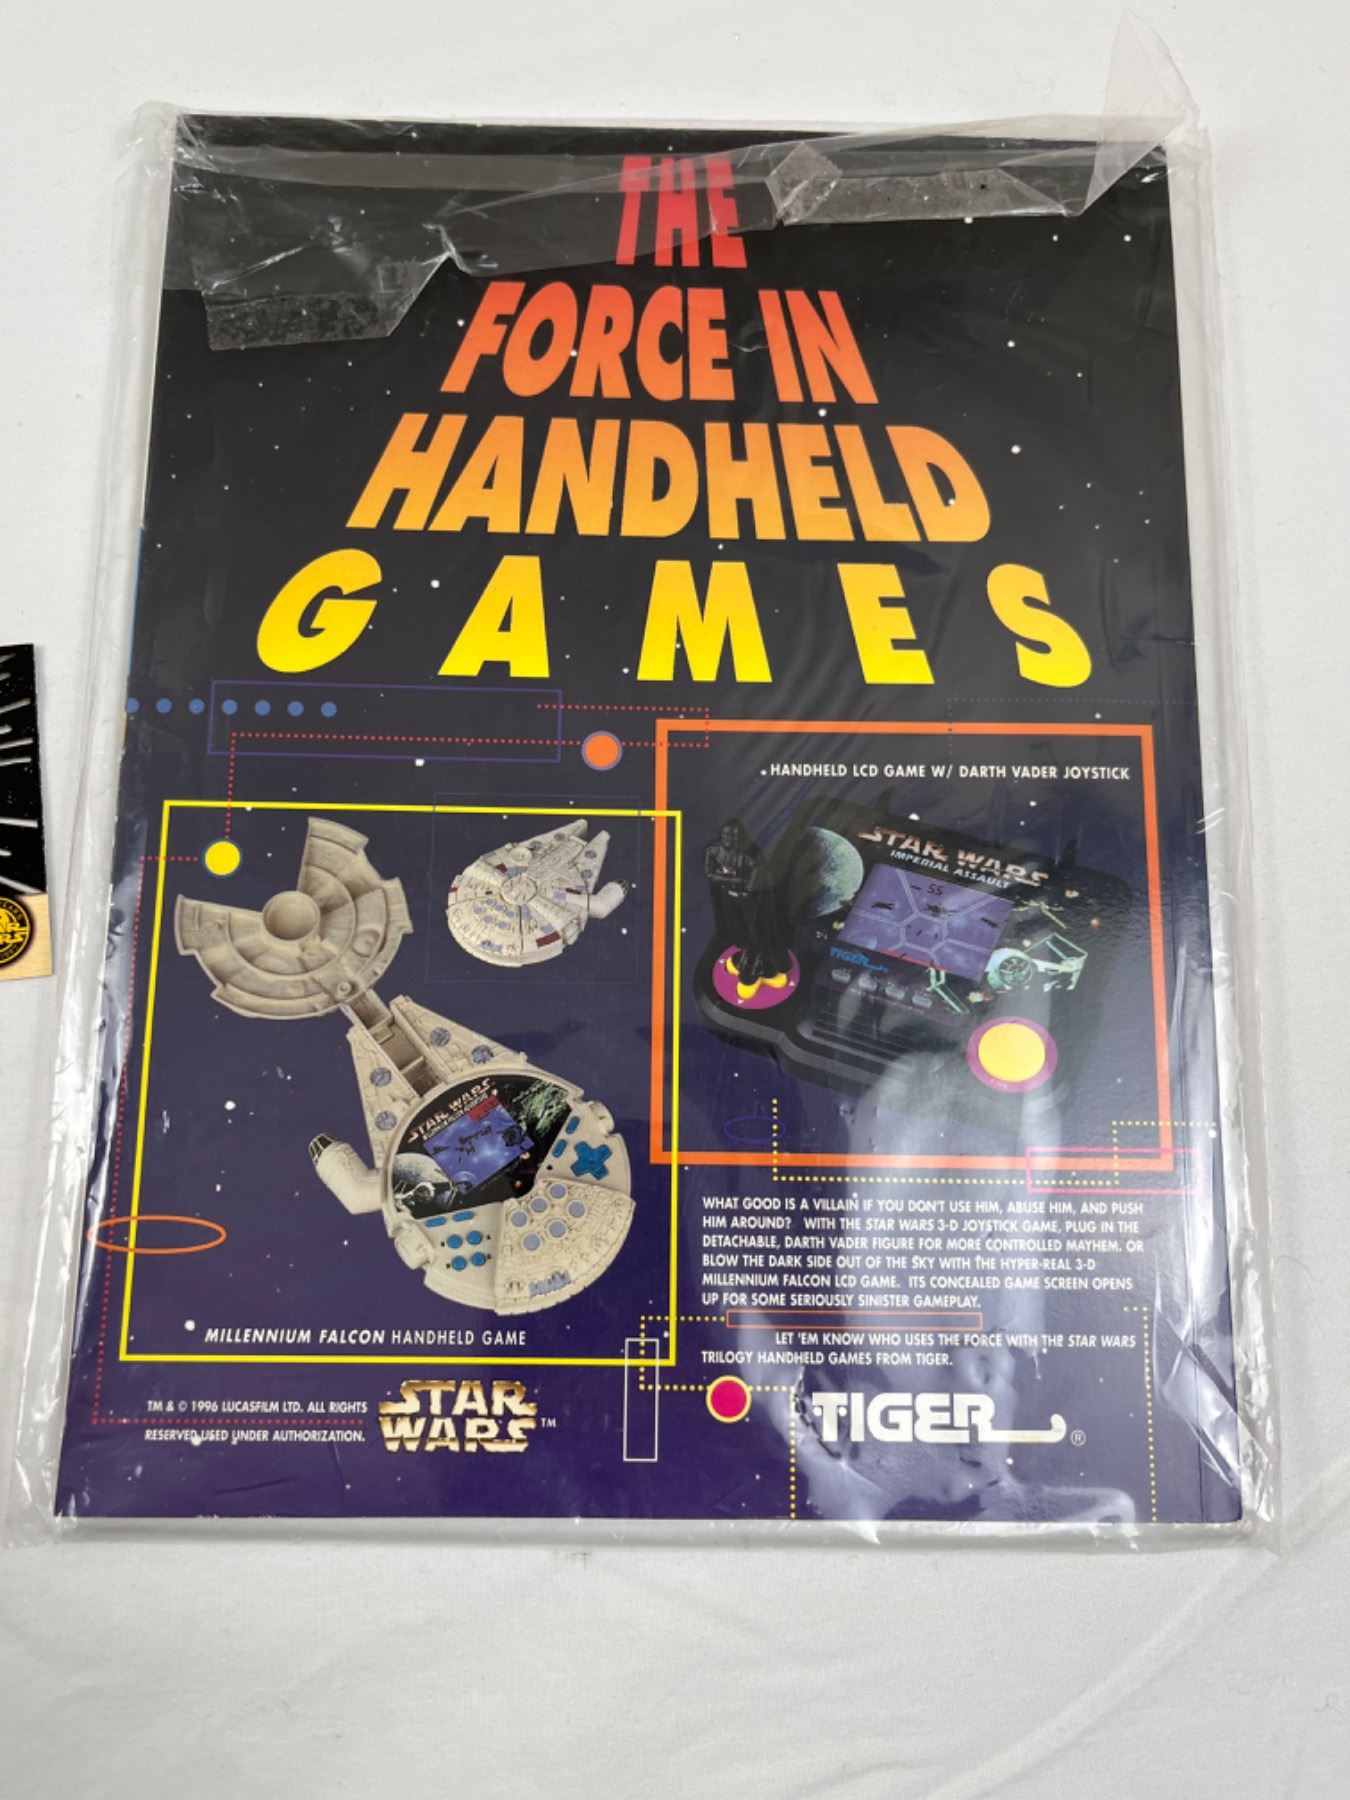 THE
FORCE IN
HANDHELD
GAMES
HANDHELD LCD GAME W/ DARTH VADER JOYSTICK
STAR WARS
IMPERIAL ASSAULT
TIGER
STAR WARS
MILLENNIUM FALCON HANDHELD GAME
WHAT GOOD IS A VILLAIN IF YOU DON'T USE HIM, ABUSE HIM, AND PUSH
HIM AROUND? WITH THE STAR WARS 3-D JOYSTICK GAME, PLUG IN THE
DETACHABLE, DARTH VADER FIGURE FOR MORE CONTROLLED MAYHEM. OR
BLOW THE DARK SIDE OUT OF THE SKY WITH THE HYPER-REAL 3-D
MILLENNIUM FALCON LCD GAME. ITS CONCEALED GAME SCREEN OPENS
UP FOR SOME SERIOUSLY SINISTER GAMEPLAY.
LET 'EM KNOW WHO USES THE FORCE WITH THE STAR WARS
TRILOGY HANDHELD GAMES FROM TIGER.
TM & © 1996 LUCASFILM LTD. ALL RIGHTS
RESERVED. USED UNDER AUTHORIZATION.
STAR
WARS™
TIGER®